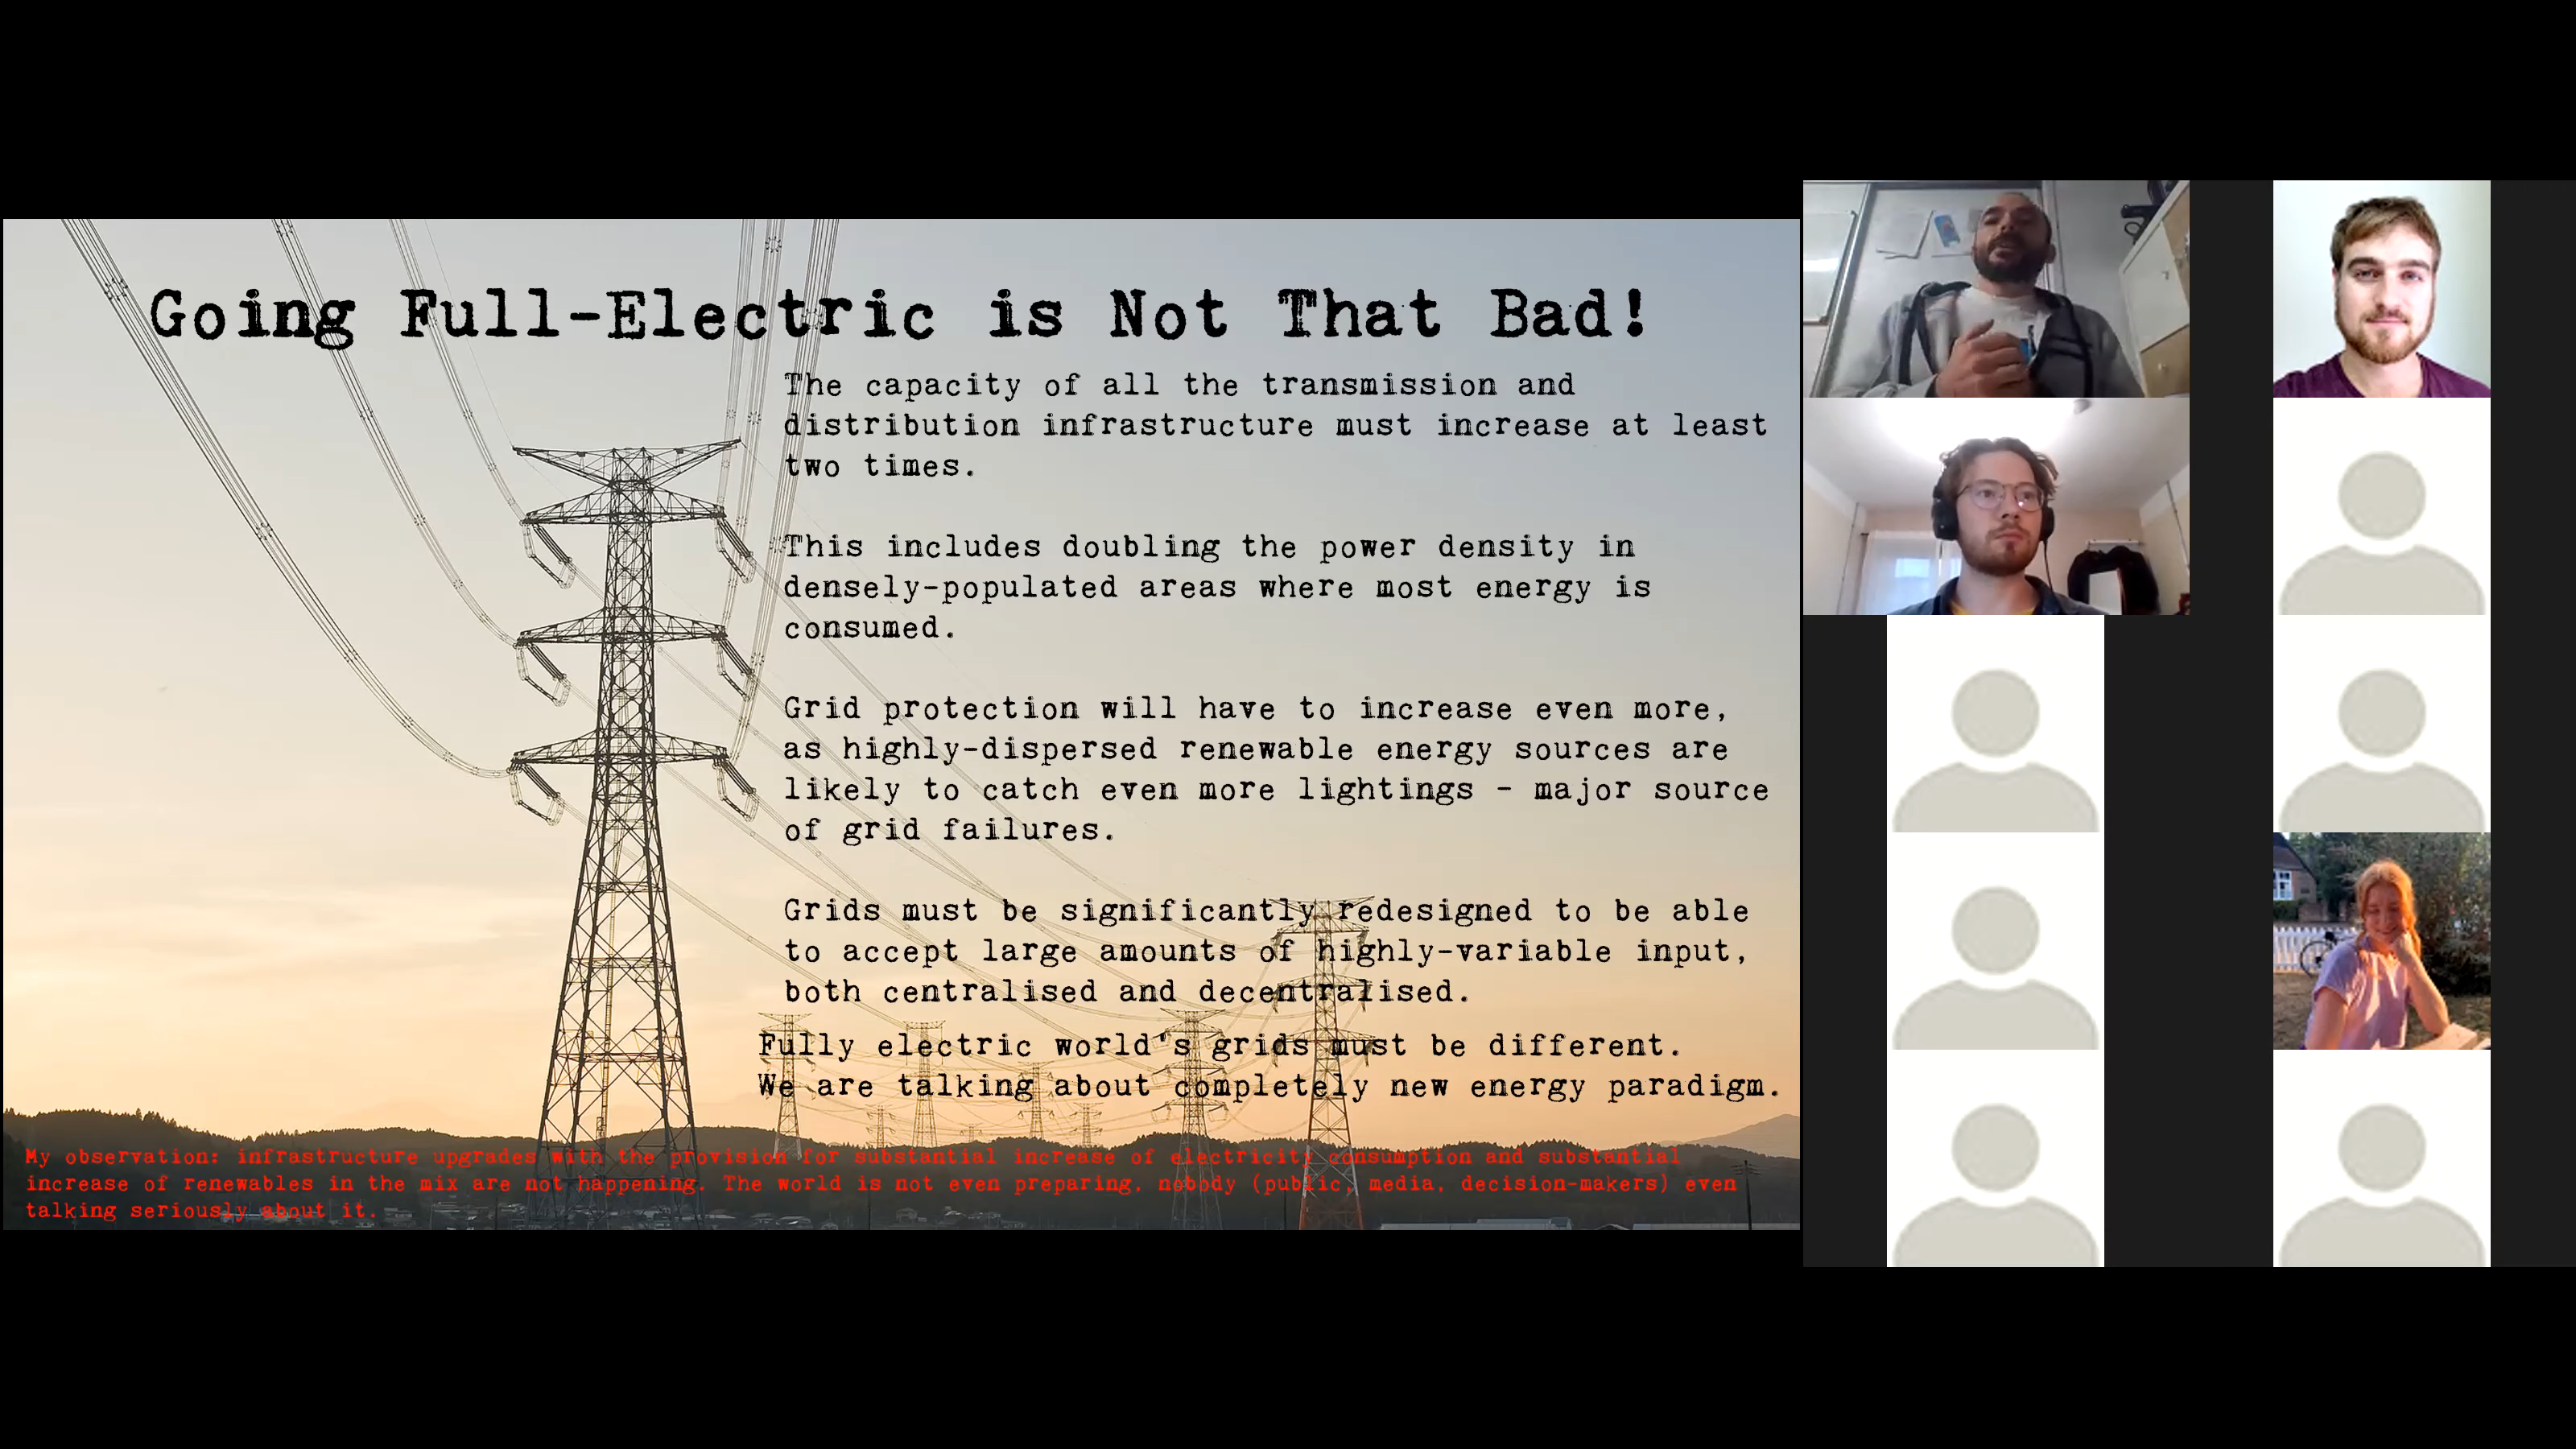 Going Full-Electric is Not That Bad!
The capacity of all the transmission and
distribution infrastructure must increase at least
two times.
This includes doubling the power density in
densely-populated areas where most energy is
consumed.
Grid protection will have to increase even more,
as highly-dispersed renewable energy sources are
likely to catch even more lightings - major source
of grid failures.
Grids must be significantly redesigned to be able
to accept large amounts of highly-variable input,
both centralised and decentralised.
Fully electric world's grids must be different.
We are talking about completely new energy paradigm.
My observation: infrastructure upgrades with the provision for substantial increase of electricity consumption and substantial
increase of renewables in the mix are not happening. The world is not even preparing, nobody (public, media, decision-makers) even
talking seriously about it.